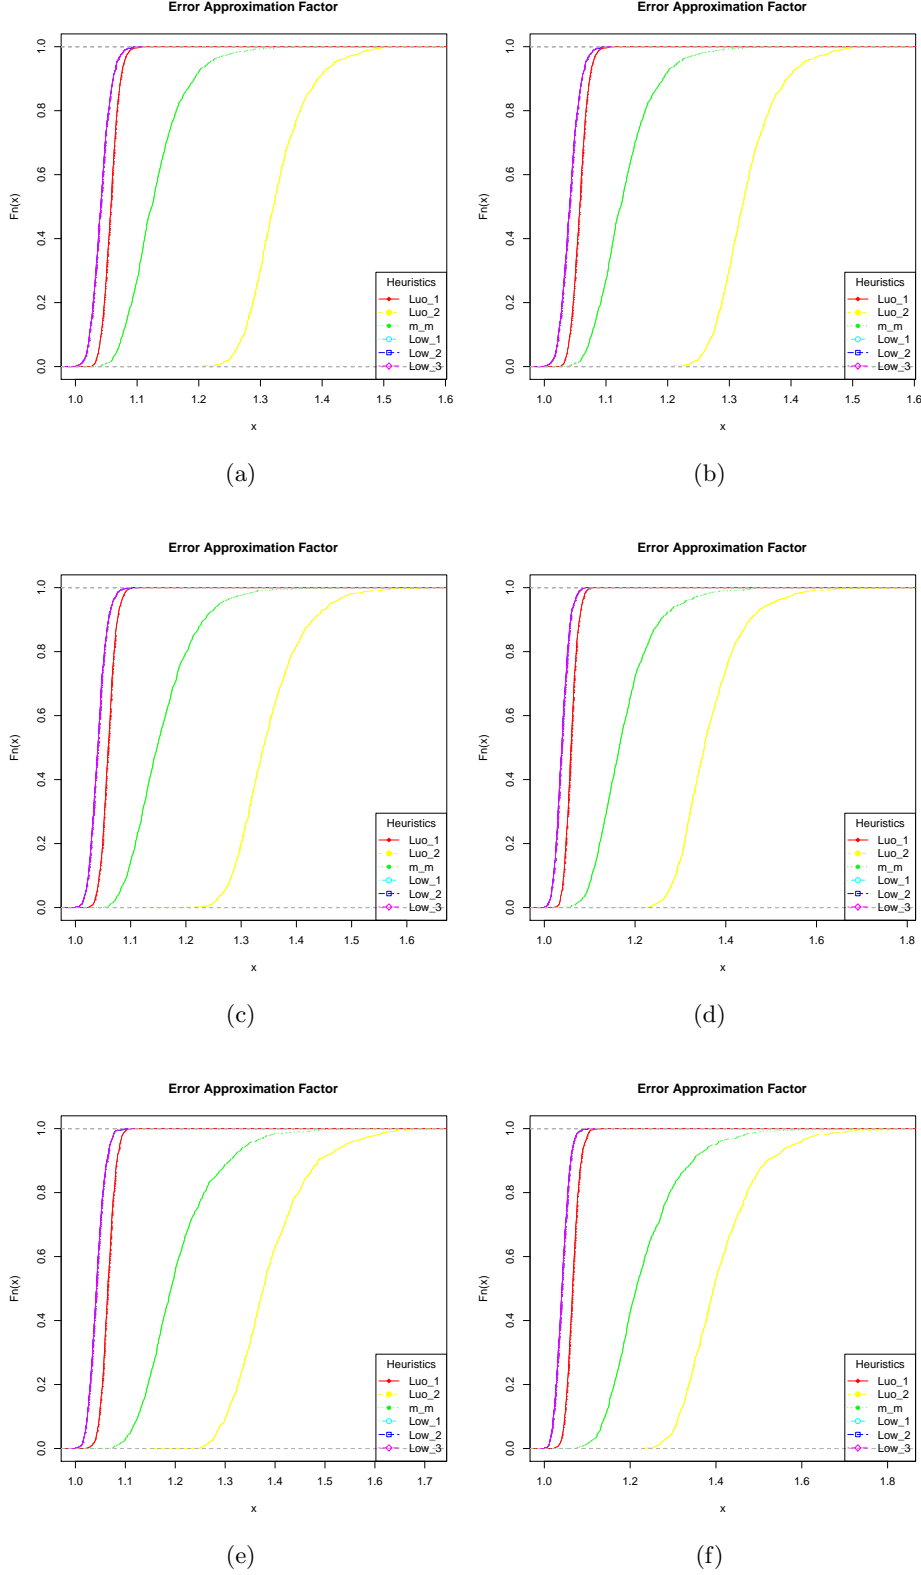 Error Approximation Factor
Fn(x)
1.0
0.8
0.6
0.4
0.2
0.0
Heuristics
Luo_1
Luo_2
m_m
Low_1
Low_2
Low_3
1.0 1.1 1.2 1.3 1.4 1.5 1.6
x
(a)
Error Approximation Factor
Fn(x)
1.0
0.8
0.6
0.4
0.2
0.0
Heuristics
Luo_1
Luo_2
m_m
Low_1
Low_2
Low_3
1.0 1.1 1.2 1.3 1.4 1.5 1.6
x
(b)
Error Approximation Factor
Fn(x)
1.0
0.8
0.6
0.4
0.2
0.0
Heuristics
Luo_1
Luo_2
m_m
Low_1
Low_2
Low_3
1.0 1.1 1.2 1.3 1.4 1.5 1.6
x
(c)
Error Approximation Factor
Fn(x)
1.0
0.8
0.6
0.4
0.2
0.0
Heuristics
Luo_1
Luo_2
m_m
Low_1
Low_2
Low_3
1.0 1.2 1.4 1.6 1.8
x
(d)
Error Approximation Factor
Fn(x)
1.0
0.8
0.6
0.4
0.2
0.0
Heuristics
Luo_1
Luo_2
m_m
Low_1
Low_2
Low_3
1.0 1.1 1.2 1.3 1.4 1.5 1.6 1.7
x
(e)
Error Approximation Factor
Fn(x)
1.0
0.8
0.6
0.4
0.2
0.0
Heuristics
Luo_1
Luo_2
m_m
Low_1
Low_2
Low_3
1.0 1.2 1.4 1.6 1.8
x
(f)